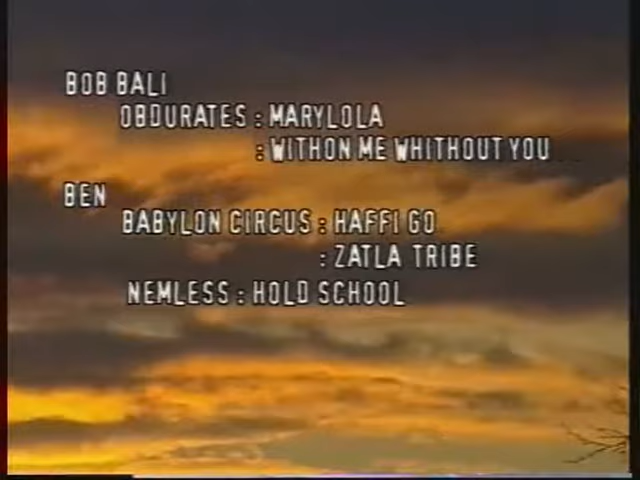 BOB BALI
OBDURATES : MARYLOLA
: WITHON ME WHITHOUT YOU
BEN
BABYLON CIRCUS : HAFFI GO
: ZATLA TRIBE
NEMLESS : HOLD SCHOOL